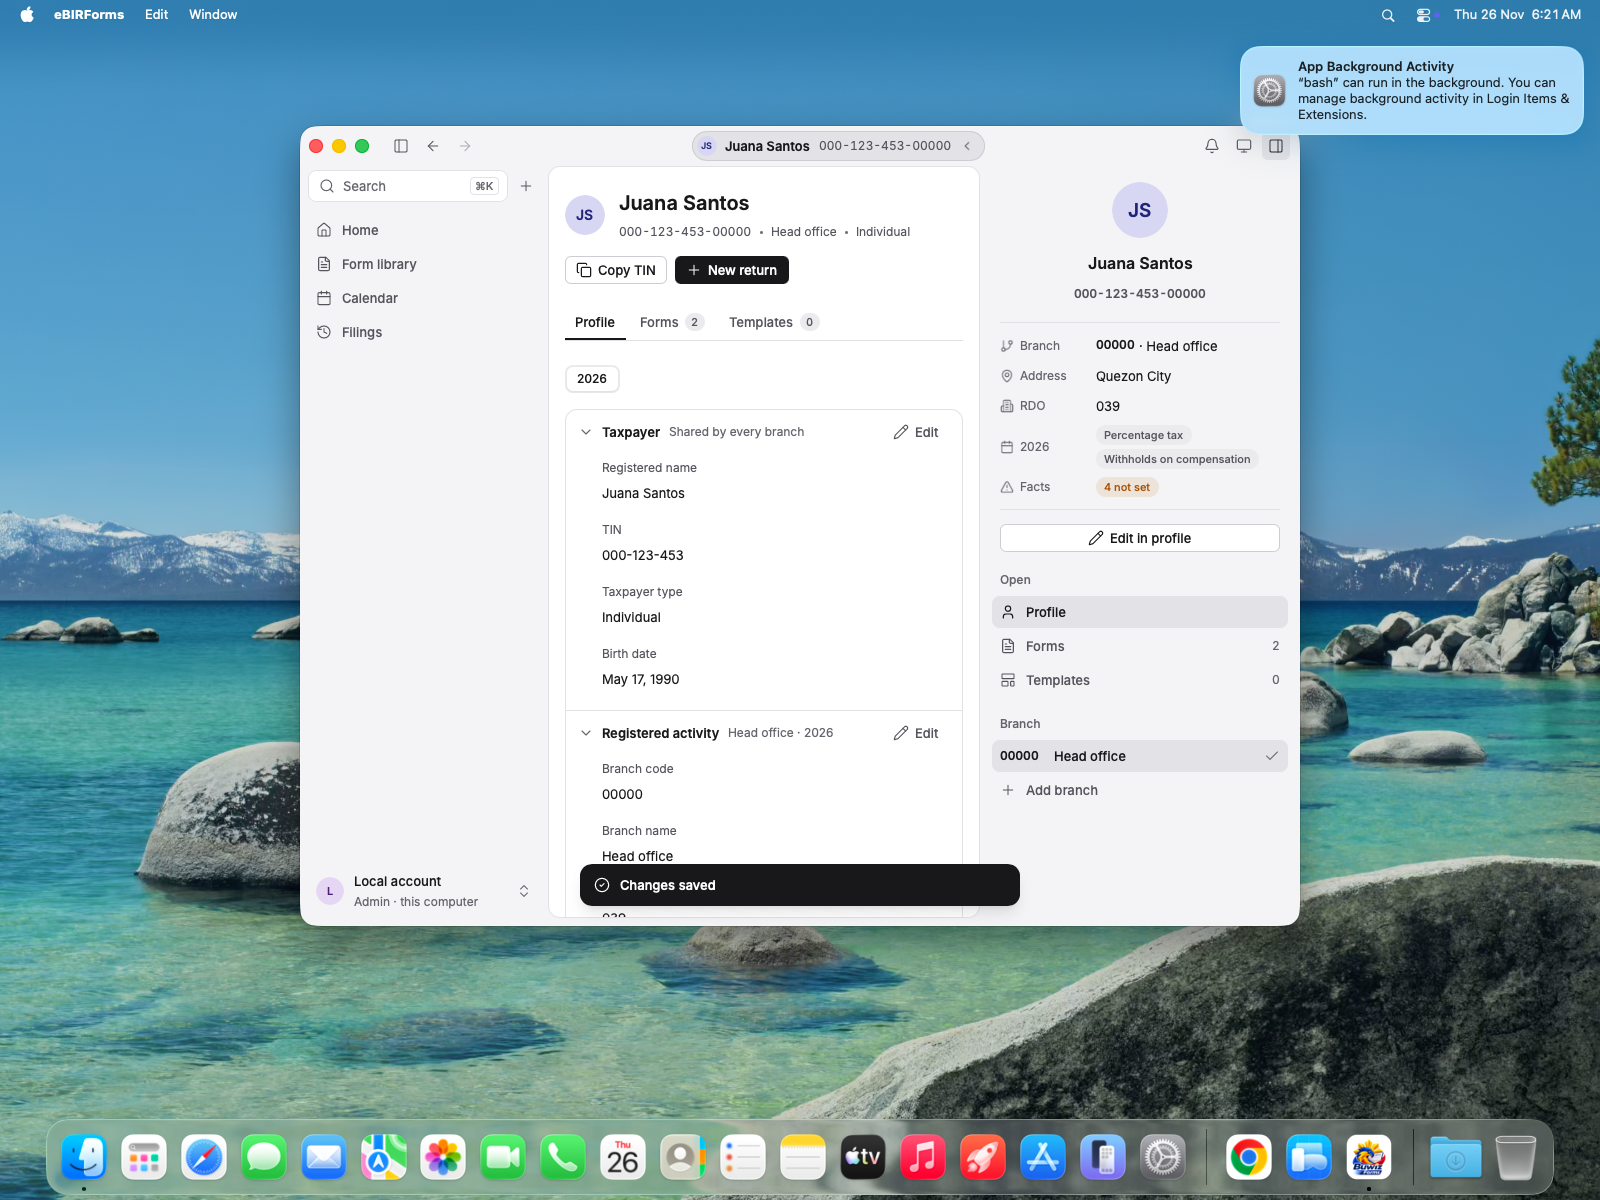 eBIRForms Edit Window
Thu 26 Nov 6:21 AM
App Background Activity
“bash” can run in the background. You can
manage background activity in Login Items &
Extensions.
JS Juana Santos 000-123-453-00000
Search ⌘K
Home
Form library
Calendar
Filings
L
Local account
Admin · this computer
JS
Juana Santos
000-123-453-00000 • Head office • Individual
Copy TIN
New return
Profile
Forms 2
Templates 0
2026
Taxpayer Shared by every branch Edit
Registered name
Juana Santos
TIN
000-123-453
Taxpayer type
Individual
Birth date
May 17, 1990
Registered activity Head office · 2026 Edit
Branch code
00000
Branch name
Head office
Changes saved
039
JS
Juana Santos
000-123-453-00000
Branch 00000 · Head office
Address Quezon City
RDO 039
2026 Percentage tax
Withholds on compensation
Facts 4 not set
Edit in profile
Open
Profile
Forms 2
Templates 0
Branch
00000 Head office
Add branch
Thu
26
tv
BUWIZ
Forms